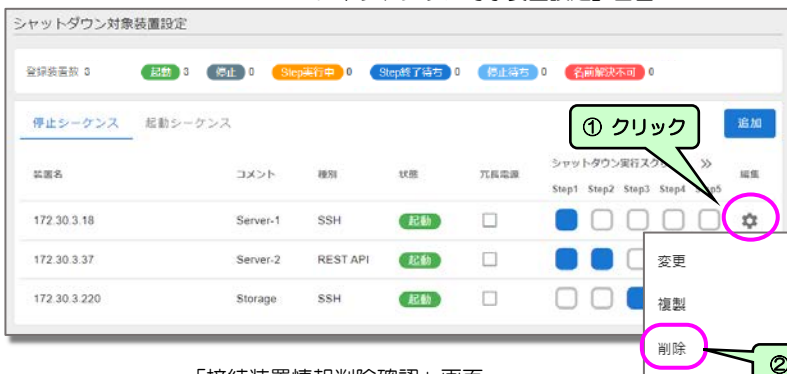 シャットダウン対象装置設定
登録装置数 3 起動 3 停止 0 Step実行中 0 Step終了待ち 0 停止待ち 0 名前解決不可 0
停止シーケンス 起動シーケンス 追加
① クリック
装置名 コメント 種別 状態 冗長電源 シャットダウン実行スク 編集
Step1 Step2 Step3 Step4
172.30.3.18 Server-1 SSH 起動
172.30.3.37 Server-2 REST API 起動
172.30.3.220 Storage SSH 起動
変更
複製
削除
②
「接続装置情報削除確認」画面